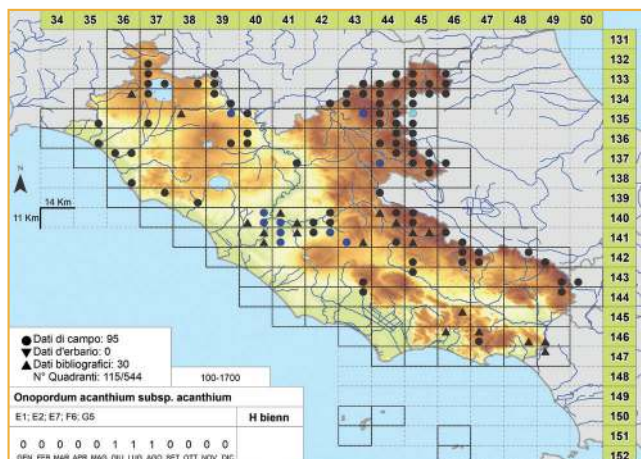 34 35 36 37 38 39 40 41 42 43 44 45 46 47 48 49 50
131
132
133
134
135
136
137
138
139
140
141
142
143
144
145
146
147
148
149
150
151
152
N
14 Km
11 Km
Dati di campo: 95
Dati d'erbario: 0
Dati bibliografici: 30
N° Quadranti: 115/544
100-1700
Onopordum acanthium subsp. acanthium
E1; E2; E7; F6; G5
H bienn
0 0 0 0 0 1 1 1 0 0 0 0
GEN FEB MAR APR MAG GIU LUG AGO SET OTT NOV DIC